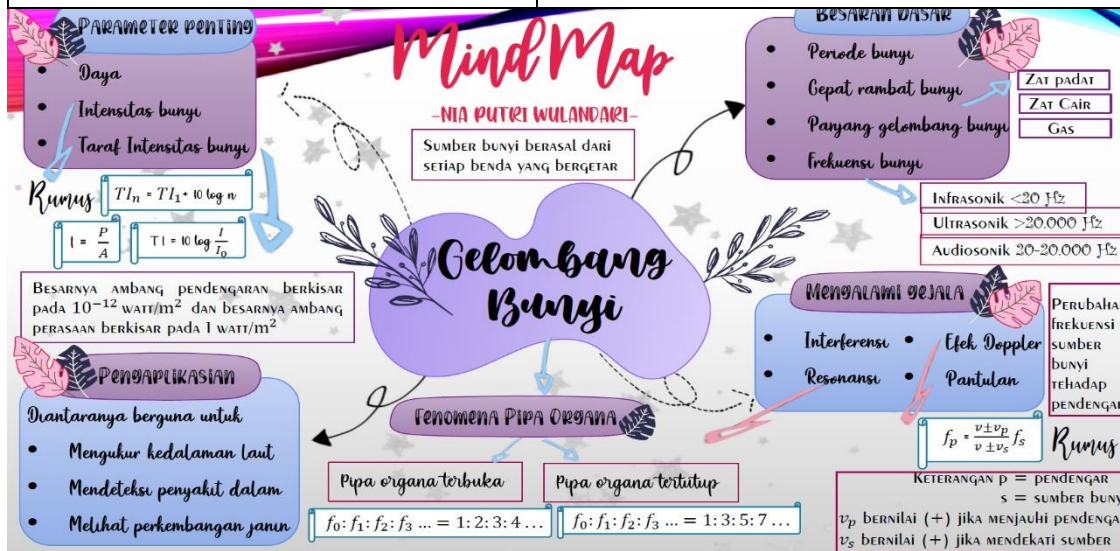 Mind Map
-NIA PUTRI WULANDARI-
Sumber bunyi berasal dari
setiap benda yang bergetar
Gelombang
Bunyi
Parameter penting
• Daya
• Intensitas bunyi
• Taraf Intensitas bunyi
Rumus
TI_n = TI_1 + 10 log n
I = P/A
TI = 10 log I/I_0
Besarnya ambang pendengaran berkisar
pada 10^{-12} watt/m^2 dan besarnya ambang
perasaan berkisar pada 1 watt/m^2
Pengaplikasian
Diantaranya berguna untuk
• Mengukur kedalaman laut
• Mendeteksi penyakit dalam
• Melihat perkembangan janin
Fenomena Pipa Organa
Pipa organa terbuka
f_0: f_1: f_2: f_3 ... = 1: 2: 3: 4 ...
Pipa organa tertutup
f_0: f_1: f_2: f_3 ... = 1: 3: 5: 7 ...
Besaran dasar
• Periode bunyi
• Cepat rambat bunyi
• Panjang gelombang bunyi
• Frekuensi bunyi
Zat padat
Zat Cair
Gas
Infrasonik <20 Hz
Ultrasonik >20.000 Hz
Audiosonik 20-20.000 Hz
Mengalami gejala
• Interferensi
• Resonansi
• Efek Doppler
• Pantulan
Perubaha
frekuensi
sumber
bunyi
tehadap
pendengar
f_p = (v±v_p)/(v±v_s) f_s
Rumus
Keterangan p = pendengar
s = sumber buny
v_p bernilai (+) jika menjauhi pendenga
v_s bernilai (+) jika mendekati sumber